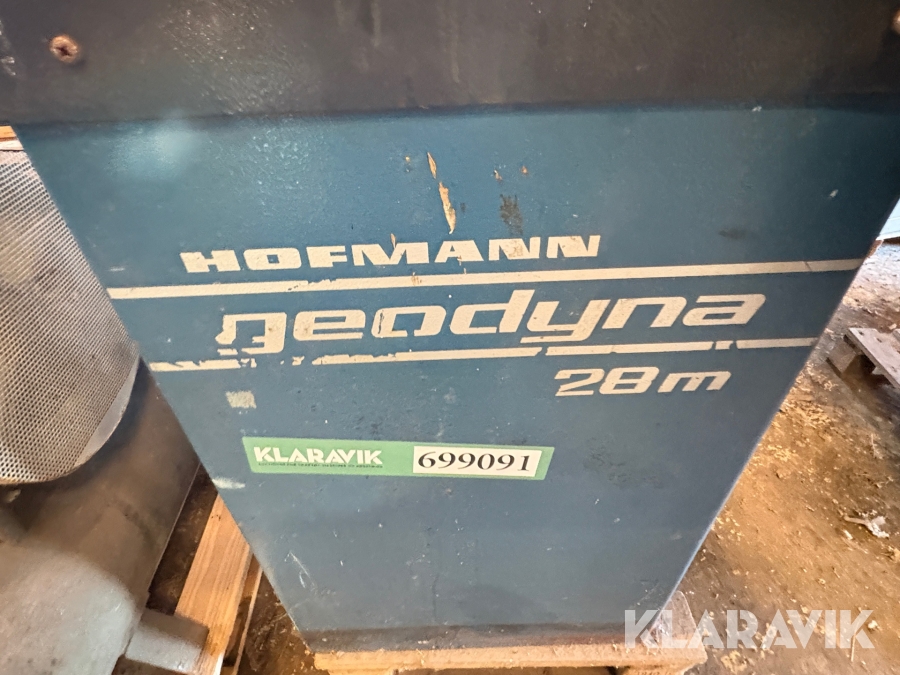 HOFMANN
geodyna
28m
KLARAVIK
699091
KLARAVIK